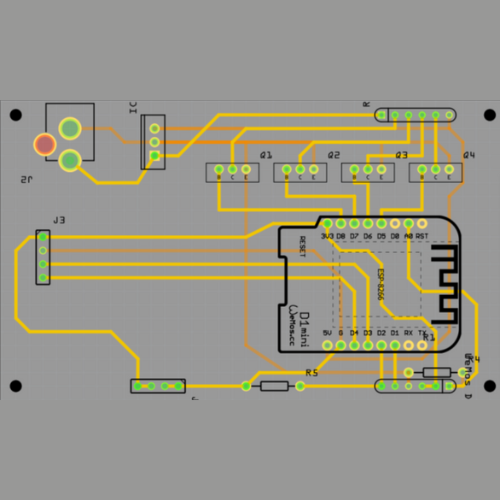 IC
R
Q1
Q2
Q3
Q4
E C E
E C E
E C E
C E
J2
J3
3V3 D8 D7 D6 D5 D0 A0 RST
RESET
ESP-8266
D1mini
WeMos.cc
5V G D4 D3 D2 D1 RX TX
R1
R5
WeMos D